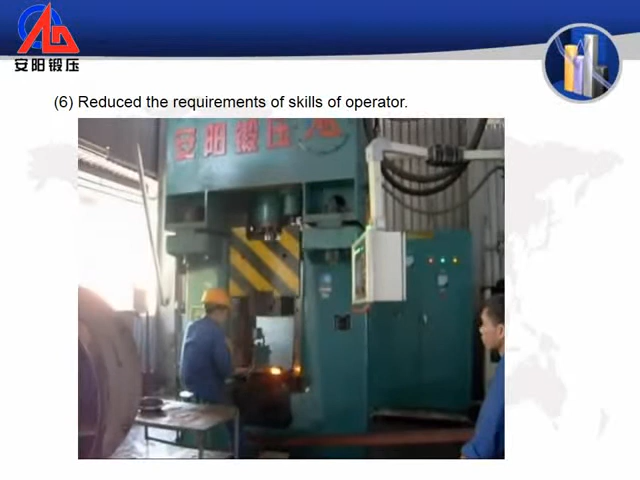 安阳锻压
(6) Reduced the requirements of skills of operator.
安阳锻压